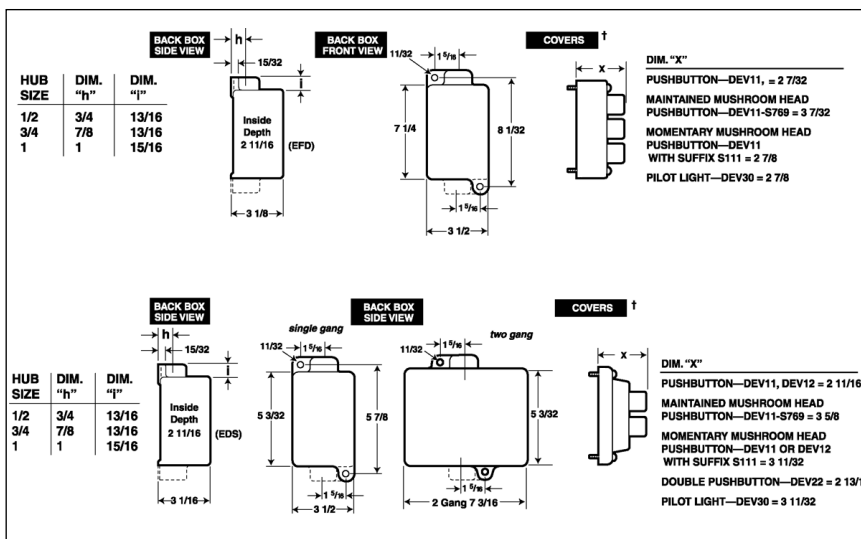 BACK BOX
SIDE VIEW
BACK BOX
FRONT VIEW
COVERS †
HUB SIZE DIM. “h” DIM. “i”
1/2 3/4 13/16
3/4 7/8 13/16
1 1 15/16
h
15/32
i
Inside
Depth
2 11/16
(EFD)
3 1/8
11/32
1 5/16
7 1/4
8 1/32
1 5/16
3 1/2
X
DIM. “X”
PUSHBUTTON—DEV11, = 2 7/32
MAINTAINED MUSHROOM HEAD
PUSHBUTTON—DEV11-S769 = 3 7/32
MOMENTARY MUSHROOM HEAD
PUSHBUTTON—DEV11
WITH SUFFIX S111 = 2 7/8
PILOT LIGHT—DEV30 = 2 7/8
BACK BOX
SIDE VIEW
BACK BOX
SIDE VIEW
COVERS †
HUB SIZE DIM. “h” DIM. “i”
1/2 3/4 13/16
3/4 7/8 13/16
1 1 15/16
h
15/32
i
Inside
Depth
2 11/16
(EDS)
3 1/16
single gang
11/32
1 5/16
5 3/32
5 7/8
1 5/16
3 1/2
two gang
11/32
1 5/16
5 3/32
1 5/16
2 Gang 7 3/16
X
DIM. “X”
PUSHBUTTON—DEV11, DEV12 = 2 11/16
MAINTAINED MUSHROOM HEAD
PUSHBUTTON—DEV11-S769 = 3 5/8
MOMENTARY MUSHROOM HEAD
PUSHBUTTON—DEV11 OR DEV12
WITH SUFFIX S111 = 3 11/32
DOUBLE PUSHBUTTON—DEV22 = 2 13/1
PILOT LIGHT—DEV30 = 3 11/32